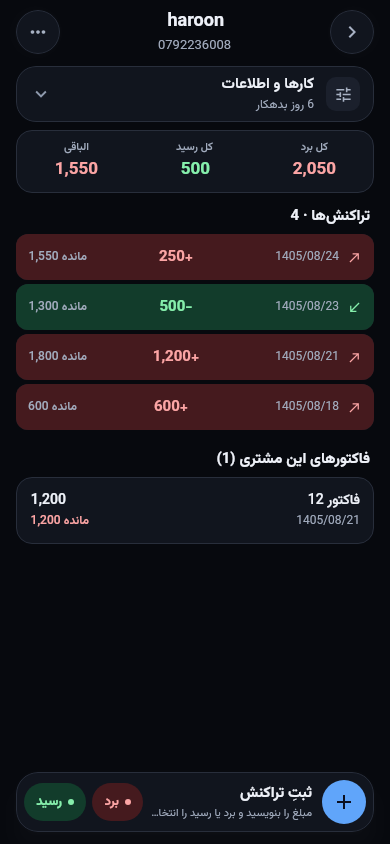 haroon
0792236008
کارها و اطلاعات
6 روز بدهکار
کل برد کل رسید الباقی
2,050 500 1,550
تراکنش‌ها · 4
1405/08/24 +250 مانده 1,550
1405/08/23 −500 مانده 1,300
1405/08/21 +1,200 مانده 1,800
1405/08/18 +600 مانده 600
فاکتورهای این مشتری (1)
فاکتور 12 1,200
1405/08/21 مانده 1,200
ثبتِ تراکنش
مبلغ را بنویسید و برد یا رسید را انتخا...
برد
رسید